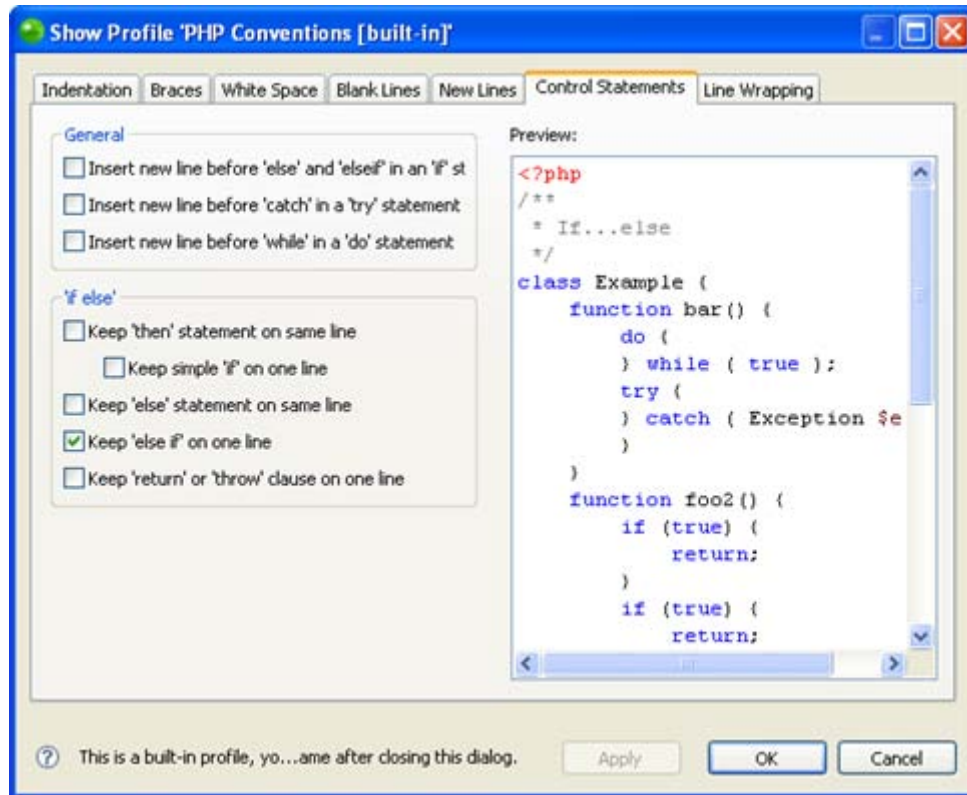 Show Profile 'PHP Conventions [built-in]'
Indentation Braces White Space Blank Lines New Lines Control Statements Line Wrapping
General
Insert new line before 'else' and 'elseif' in an 'if' st
Insert new line before 'catch' in a 'try' statement
Insert new line before 'while' in a 'do' statement
'if else'
Keep 'then' statement on same line
Keep simple 'if' on one line
Keep 'else' statement on same line
Keep 'else if' on one line
Keep 'return' or 'throw' clause on one line
Preview:
<?php
/**
* If...else
*/
class Example {
function bar() {
do {
} while ( true );
try {
} catch ( Exception $e
}
}
function foo2() {
if (true) {
return;
}
if (true) {
return;
? This is a built-in profile, yo...ame after closing this dialog.
Apply OK Cancel